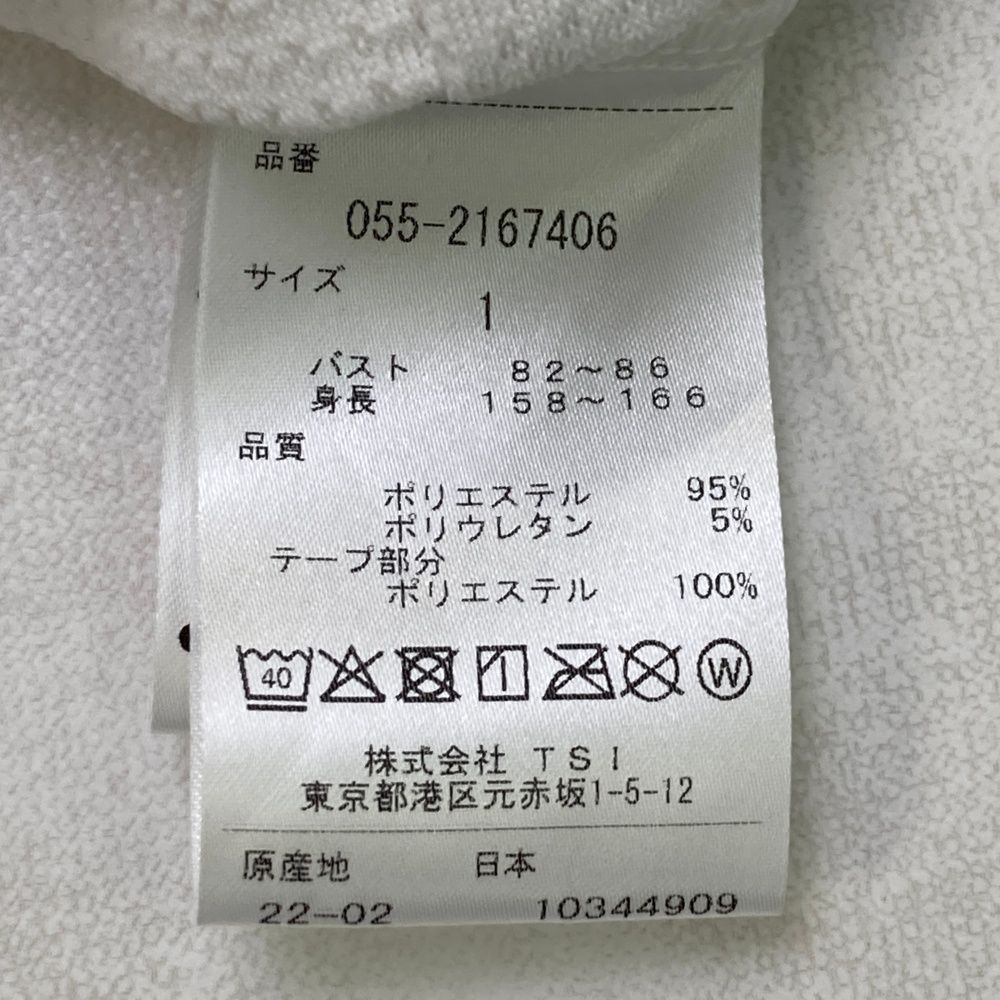 品番
055-2167406
サイズ
1
バスト 82～86
身長 158～166
品質
ポリエステル 95%
ポリウレタン 5%
テープ部分
ポリエステル 100%
40 W
株式会社 TSI
東京都港区元赤坂1-5-12
原産地 日本
22-02 10344909